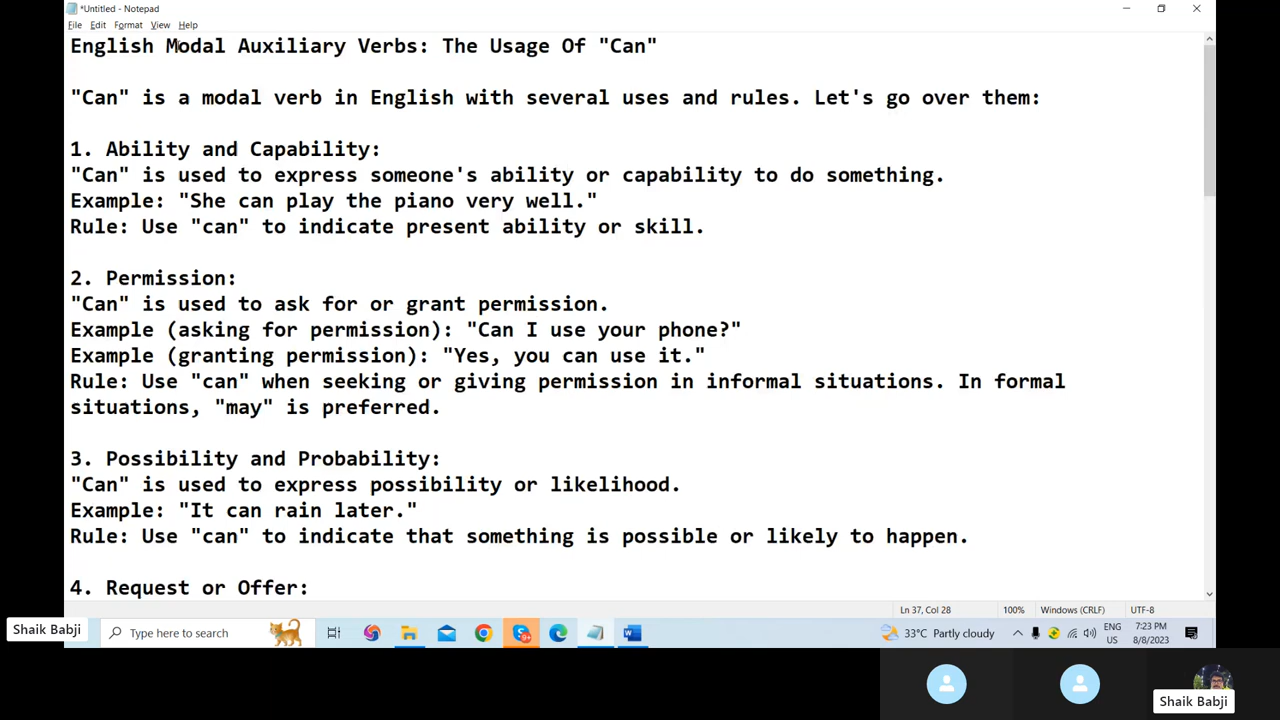 *Untitled - Notepad
File Edit Format View Help
English Modal Auxiliary Verbs: The Usage Of "Can"
"Can" is a modal verb in English with several uses and rules. Let's go over them:
1. Ability and Capability:
"Can" is used to express someone's ability or capability to do something.
Example: "She can play the piano very well."
Rule: Use "can" to indicate present ability or skill.
2. Permission:
"Can" is used to ask for or grant permission.
Example (asking for permission): "Can I use your phone?"
Example (granting permission): "Yes, you can use it."
Rule: Use "can" when seeking or giving permission in informal situations. In formal
situations, "may" is preferred.
3. Possibility and Probability:
"Can" is used to express possibility or likelihood.
Example: "It can rain later."
Rule: Use "can" to indicate that something is possible or likely to happen.
4. Request or Offer:
Ln 37, Col 28 100% Windows (CRLF) UTF-8
Shaik Babji
Type here to search
33°C Partly cloudy
ENG
US
7:23 PM
8/8/2023
Shaik Babji